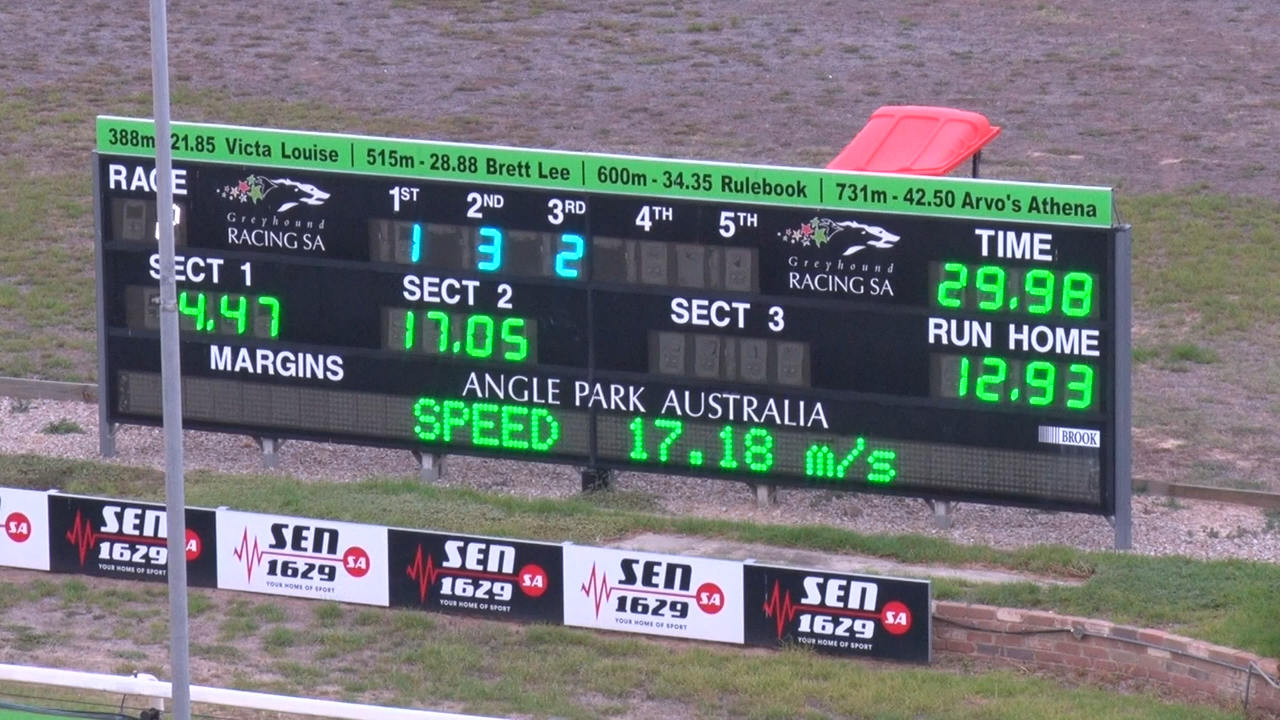 388m 21.85 Victa Louise | 515m - 28.88 Brett Lee | 600m - 34.35 Rulebook | 731m - 42.50 Arvo's Athena
RACE
Greyhound
RACING SA
1ST 2ND 3RD 4TH 5TH
1 3 2
Greyhound
RACING SA
TIME
29.98
SECT 1
4.47
SECT 2
17.05
SECT 3
RUN HOME
12.93
MARGINS
ANGLE PARK AUSTRALIA
BROOK
SPEED 17.18 m/s
SA
SEN
1629
SA
YOUR HOME OF SPORT
SEN
1629
SA
YOUR HOME OF SPORT
SEN
1629
SA
YOUR HOME OF SPORT
SEN
1629
SA
YOUR HOME OF SPORT
SEN
1629
SA
YOUR HOME OF SPORT